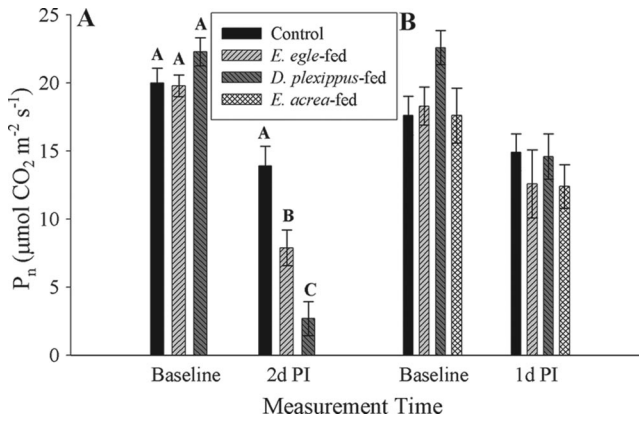 A
B
Control
E. egle-fed
D. plexippus-fed
E. acrea-fed
25
20
15
10
5
0
Pn (μmol CO2 m-2 s-1)
A
A
A
A
B
C
Baseline
2d PI
Baseline
1d PI
Measurement Time